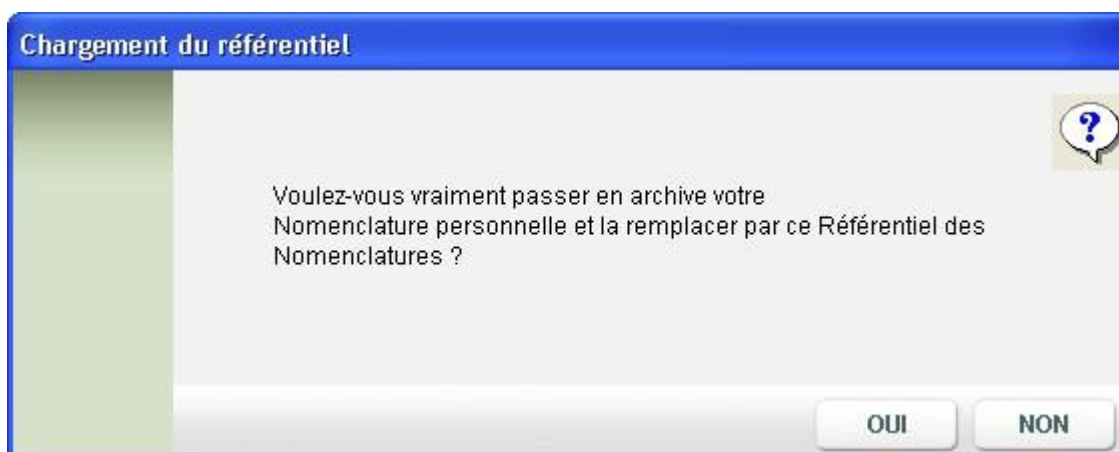 Chargement du référentiel
?
Voulez-vous vraiment passer en archive votre
Nomenclature personnelle et la remplacer par ce Référentiel des
Nomenclatures ?
OUI NON